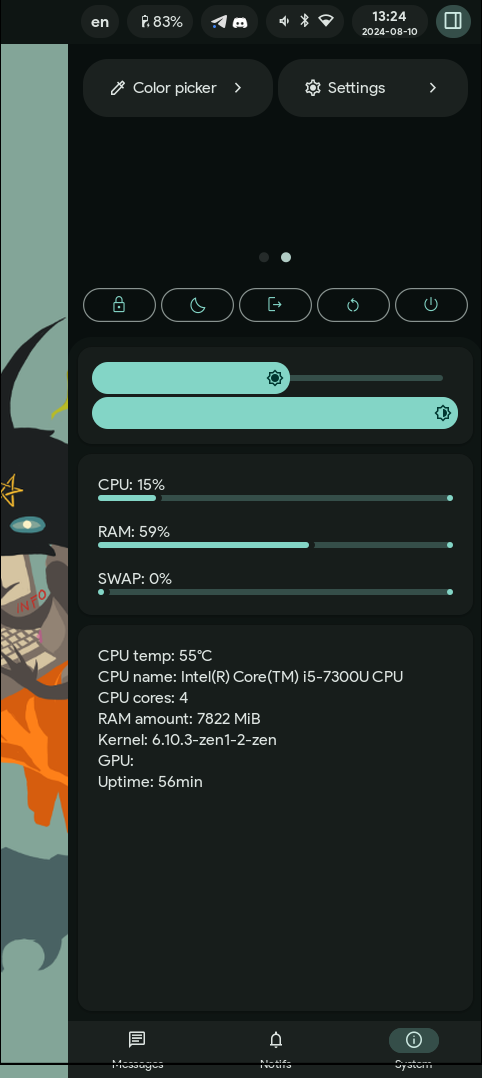 en
83%
13:24
2024-08-10
Color picker
Settings
CPU: 15%
RAM: 59%
SWAP: 0%
INFO
CPU temp: 55°C
CPU name: Intel(R) Core(TM) i5-7300U CPU
CPU cores: 4
RAM amount: 7822 MiB
Kernel: 6.10.3-zen1-2-zen
GPU:
Uptime: 56min
Messages
Notifs
System